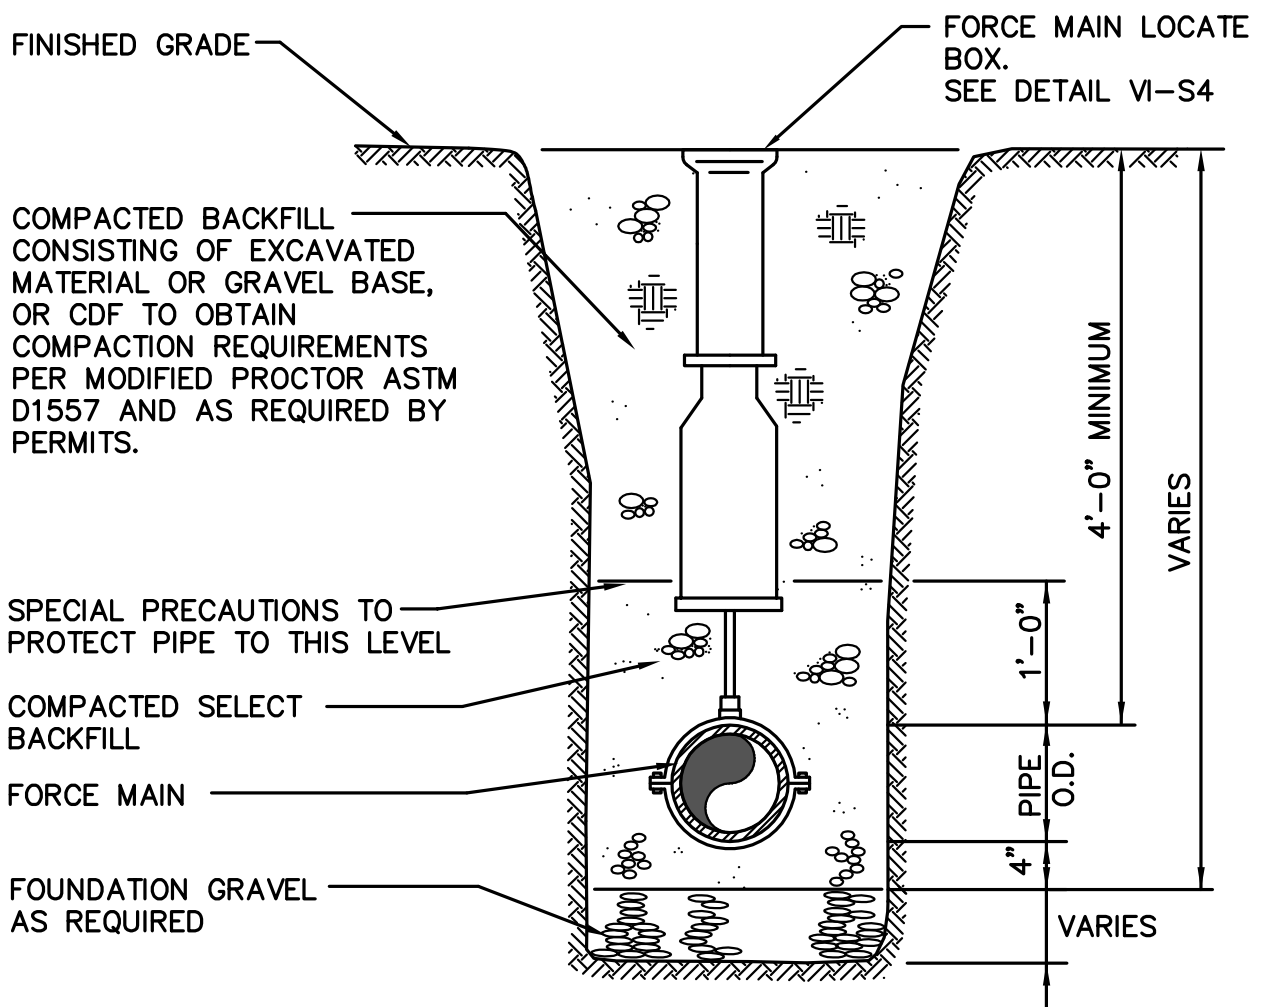 FINISHED GRADE
FORCE MAIN LOCATE
BOX.
SEE DETAIL VI-S4
COMPACTED BACKFILL
CONSISTING OF EXCAVATED
MATERIAL OR GRAVEL BASE,
OR CDF TO OBTAIN
COMPACTION REQUIREMENTS
PER MODIFIED PROCTOR ASTM
D1557 AND AS REQUIRED BY
PERMITS.
4'-0" MINIMUM
VARIES
SPECIAL PRECAUTIONS TO
PROTECT PIPE TO THIS LEVEL
1'-0"
COMPACTED SELECT
BACKFILL
FORCE MAIN
PIPE
O.D.
4"
FOUNDATION GRAVEL
AS REQUIRED
VARIES